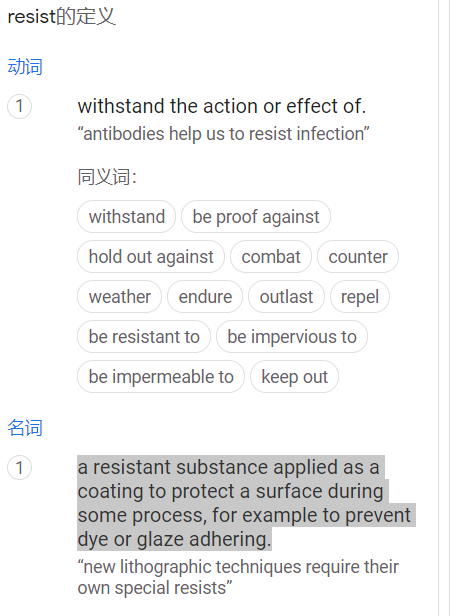 resist的定义
动词
1
withstand the action or effect of.
“antibodies help us to resist infection”
同义词：
withstand
be proof against
hold out against
combat
counter
weather
endure
outlast
repel
be resistant to
be impervious to
be impermeable to
keep out
名词
1
a resistant substance applied as a
coating to protect a surface during
some process, for example to prevent
dye or glaze adhering.
“new lithographic techniques require their
own special resists”